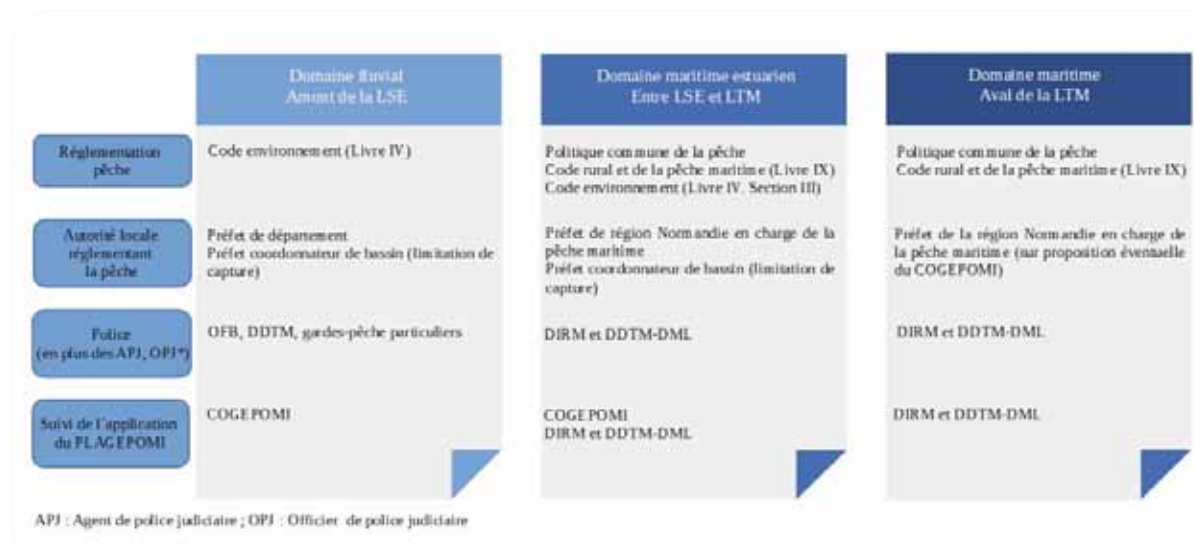 Domaine fluvial
Amont de la LSE
Domaine maritime estuarien
Entre LSE et LTM
Domaine maritime
Aval de la LTM
Réglementation
pêche
Code environnement (Livre IV)
Politique commune de la pêche
Code rural et de la pêche maritime (Livre IX)
Code environnement (Livre IV, Section III)
Politique commune de la pêche
Code rural et de la pêche maritime (Livre IX)
Autorité locale
réglementant
la pêche
Préfet de département
Préfet coordonnateur de bassin (limitation de
capture)
Préfet de région Normandie en charge de la
pêche maritime
Préfet coordonnateur de bassin (limitation de
capture)
Préfet de la région Normandie en charge de
la pêche maritime (sur proposition éventuelle
du COGEPOMI)
Police
(en plus des APJ, OPJ*)
OFB, DDTM, gardes-pêche particuliers
DIRM et DDTM-DML
DIRM et DDTM-DML
Suivi de l'application
du PLAGEPOMI
COGEPOMI
COGEPOMI
DIRM et DDTM-DML
DIRM et DDTM-DML
APJ : Agent de police judiciaire ; OPJ : Officier de police judiciaire